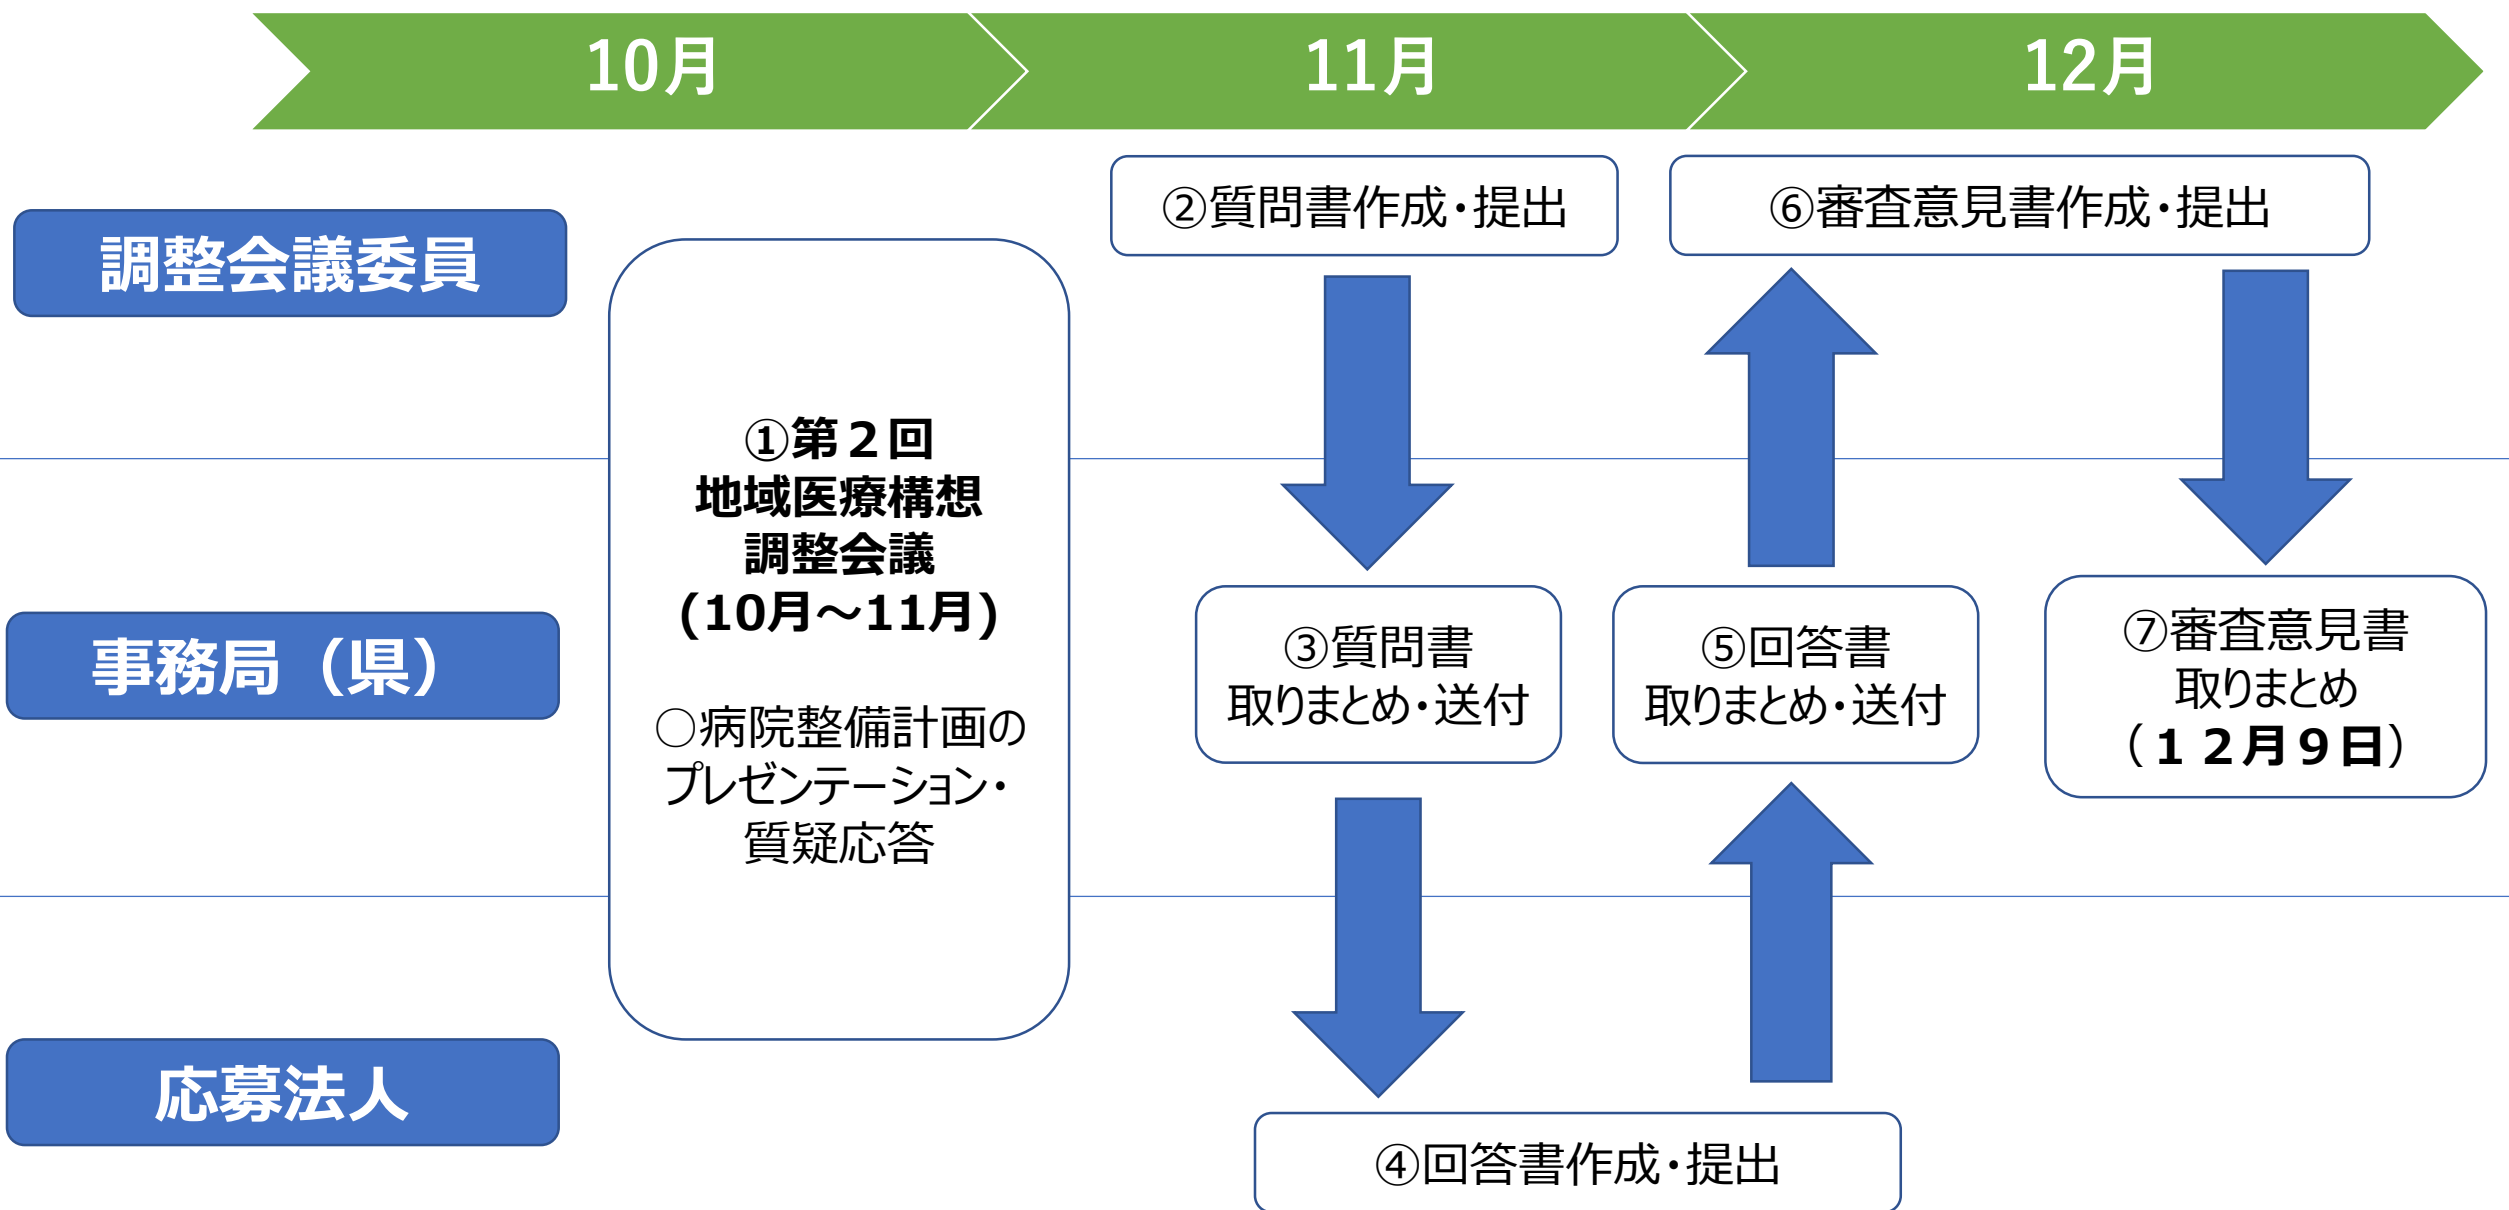 10月
11月
12月
調整会議委員
事務局（県）
応募法人
①第２回
地域医療構想
調整会議
(10月～11月)
○病院整備計画の
プレゼンテーション・
質疑応答
②質問書作成・提出
③質問書
取りまとめ・送付
④回答書作成・提出
⑤回答書
取りまとめ・送付
⑥審査意見書作成・提出
⑦審査意見書
取りまとめ
（１２月９日）